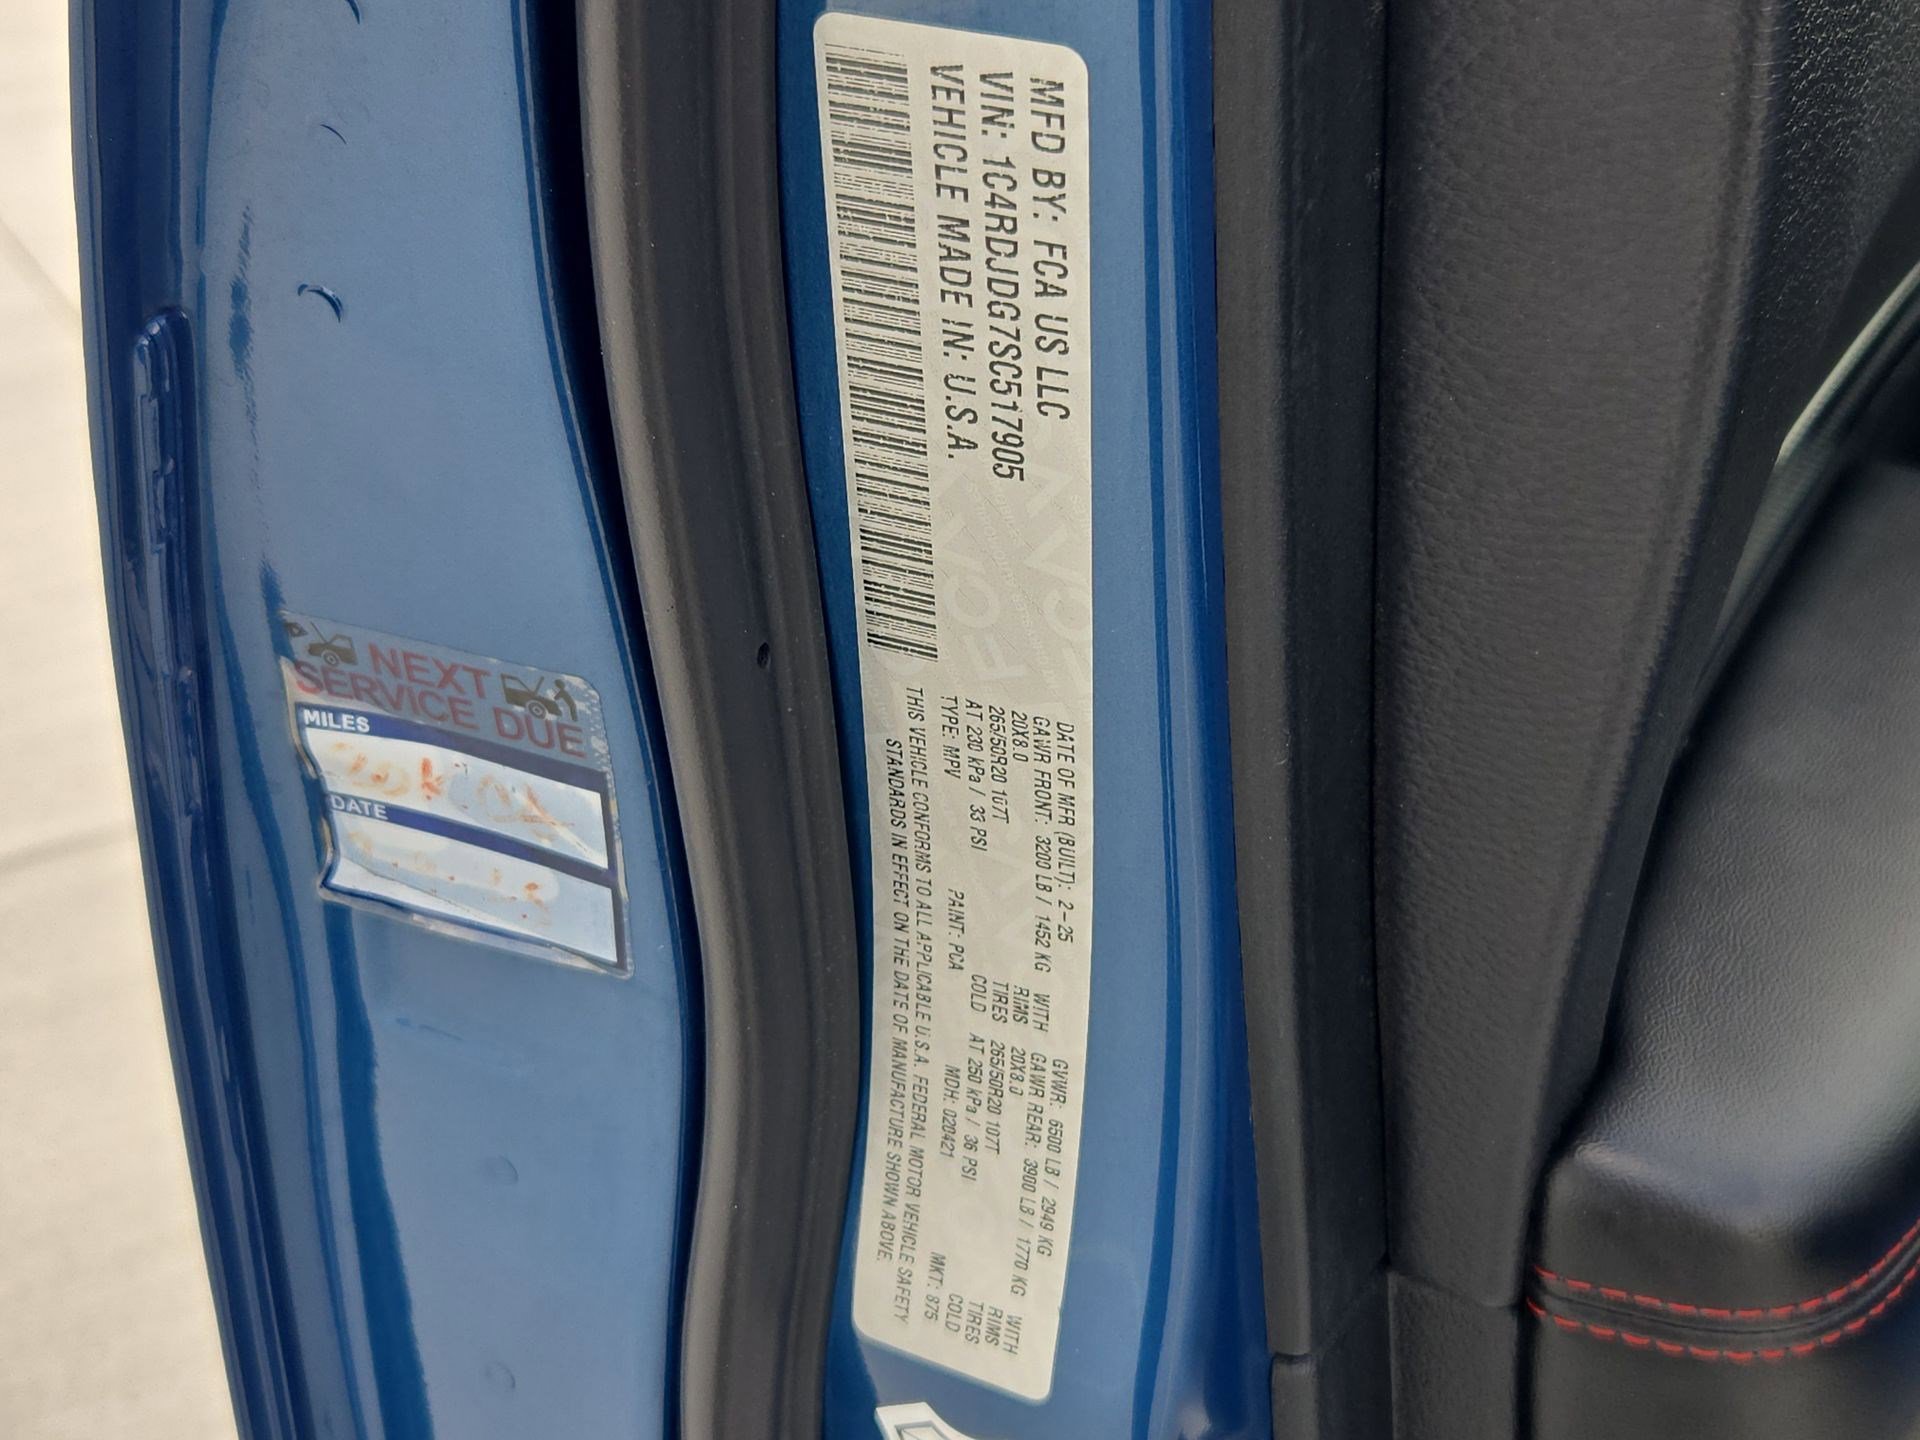 MFD BY: FCA US LLC
VIN: 1C4RDJDG7SC517905
VEHICLE MADE IN: U.S.A.
DATE OF MFR (BUILT): 2-25 GVWR: 6500 LB / 2949 KG
GAWR FRONT: 3200 LB / 1452 KG WITH GAWR REAR: 3900 LB / 1770 KG WITH
20X8.0 RIMS 20X8.0 RIMS
265/50R20 107T TIRES 265/50R20 107T TIRES
AT 230 kPa / 33 PSI COLD AT 250 kPa / 36 PSI COLD
TYPE: MPV PAINT: PCA MDH: 020421 MKT: 875
THIS VEHICLE CONFORMS TO ALL APPLICABLE U.S.A. FEDERAL MOTOR VEHICLE SAFETY
STANDARDS IN EFFECT ON THE DATE OF MANUFACTURE SHOWN ABOVE.
NEXT
SERVICE DUE
MILES
DATE